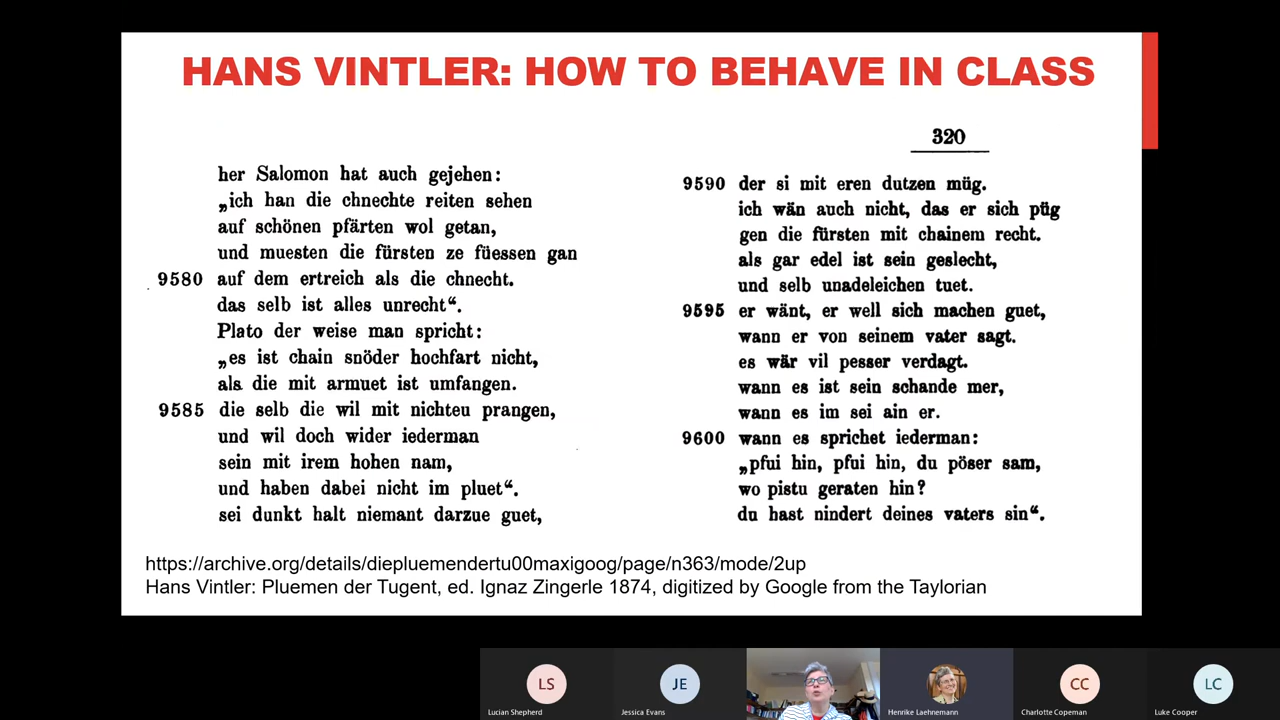 HANS VINTLER: HOW TO BEHAVE IN CLASS
her Salomon hat auch gejehen:
„ich han die chnechte reiten sehen
auf schönen pfärten wol getan,
und muesten die fürsten ze füessen gan
9580 auf dem ertreich als die chnecht.
das selb ist alles unrecht“.
Plato der weise man spricht:
„es ist chain snöder hochfart nicht,
als die mit armuet ist umfangen.
9585 die selb die wil mit nichteu prangen,
und wil doch wider iederman
sein mit irem hohen nam,
und haben dabei nicht im pluet“.
sei dunkt halt niemant darzue guet,
320
9590 der si mit eren dutzen müg.
ich wän auch nicht, das er sich püg
gen die fürsten mit chainem recht.
als gar edel ist sein geslecht,
und selb unadeleichen tuet.
9595 er wänt, er well sich machen guet,
wann er von seinem vater sagt.
es wär vil pesser verdagt.
wann es ist sein schande mer,
wann es im sei ain er.
9600 wann es sprichet iederman:
„pfui hin, pfui hin, du pöser sam,
wo pistu geraten hin?
du hast nindert deines vaters sin“.
https://archive.org/details/diepluemendertu00maxigoog/page/n363/mode/2up
Hans Vintler: Pluemen der Tugent, ed. Ignaz Zingerle 1874, digitized by Google from the Taylorian
LS
JE
CC
LC
Lucian Shepherd
Jessica Evans
Henrike Laehnemann
Charlotte Copeman
Luke Cooper